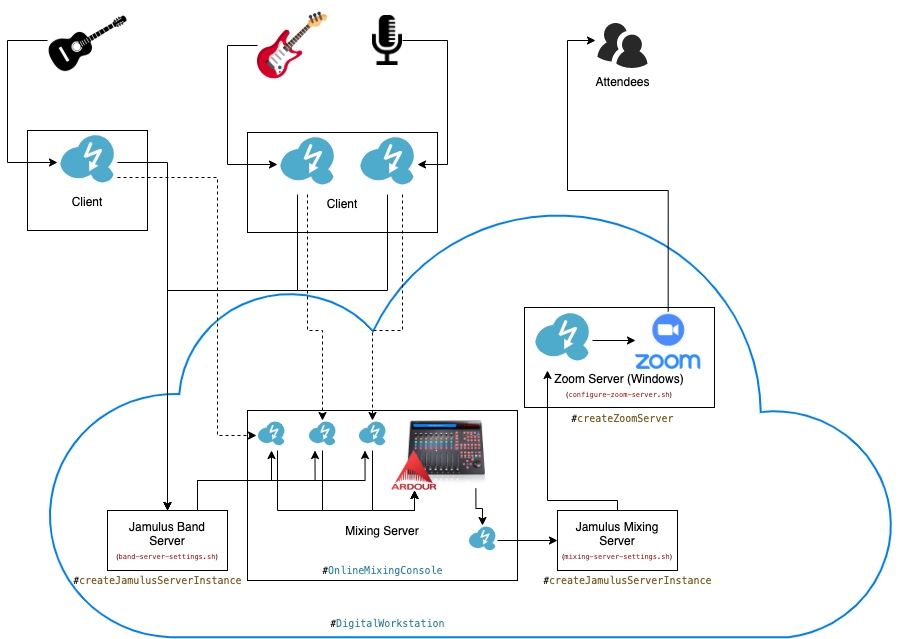 Attendees
Client
Client
zoom
Zoom Server (Windows)
(configure-zoom-server.sh)
#createZoomServer
ARDOUR
Mixing Server
Jamulus Band
Server
(band-server-settings.sh)
#createJamulusServerInstance
#OnlineMixingConsole
Jamulus Mixing
Server
(mixing-server-settings.sh)
#createJamulusServerInstance
#DigitalWorkstation